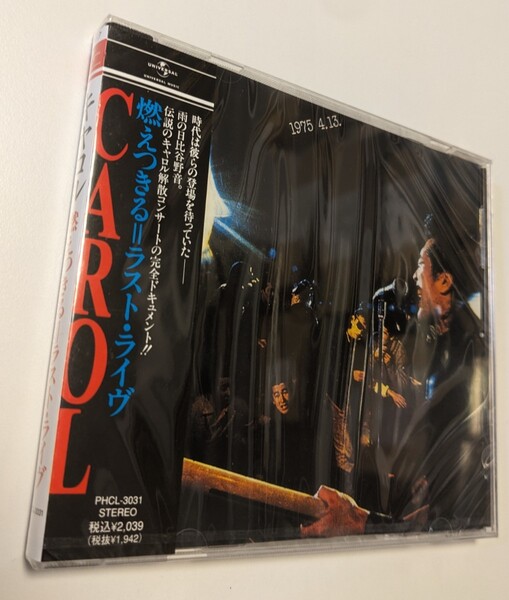 UNIVERSAL
UNIVERSAL MUSIC
CAROL
燃えつきる=ラスト・ライヴ
時代は彼らの登場を待っていた——
雨の日比谷野音。
伝説のキャロル解散コンサートの完全ドキュメント!!
PHCL-3031
STEREO
税込¥2,039
(税抜¥1,942)
1975 4.13.